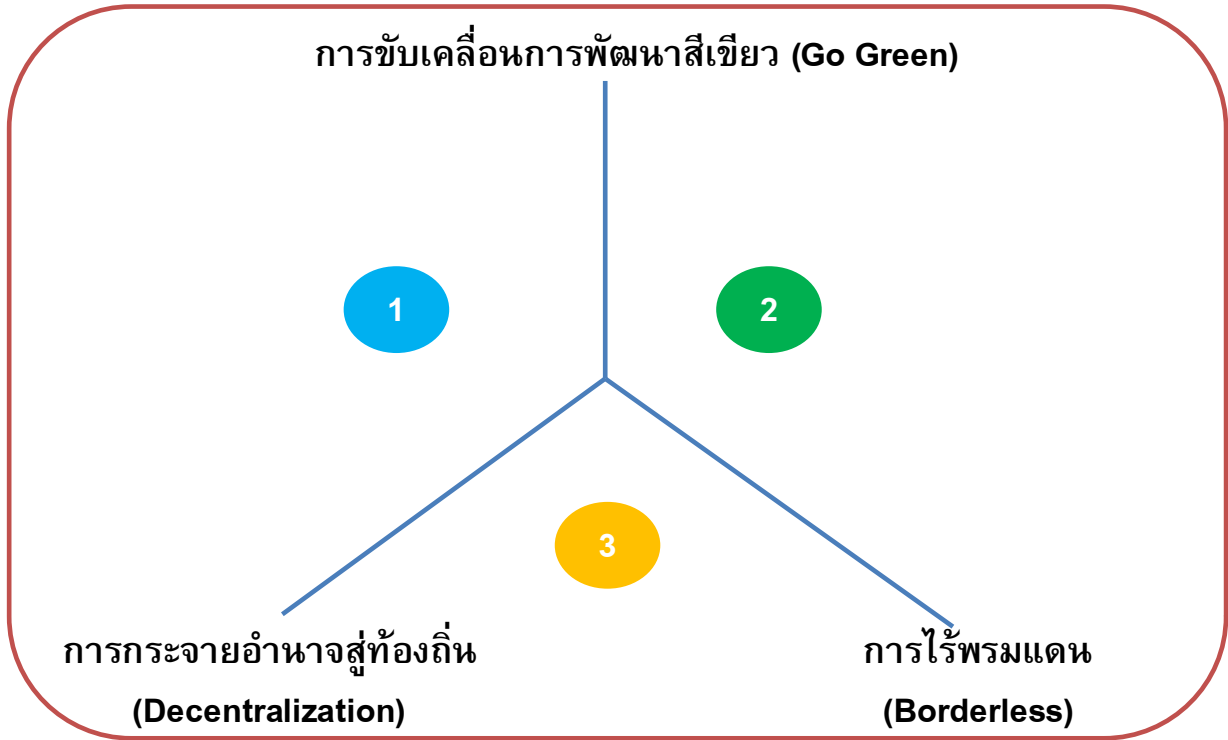 การขับเคลื่อนการพัฒนาสีเขียว (Go Green)
1
2
3
การกระจายอำนาจสู่ท้องถิ่น
(Decentralization)
การไร้พรมแดน
(Borderless)